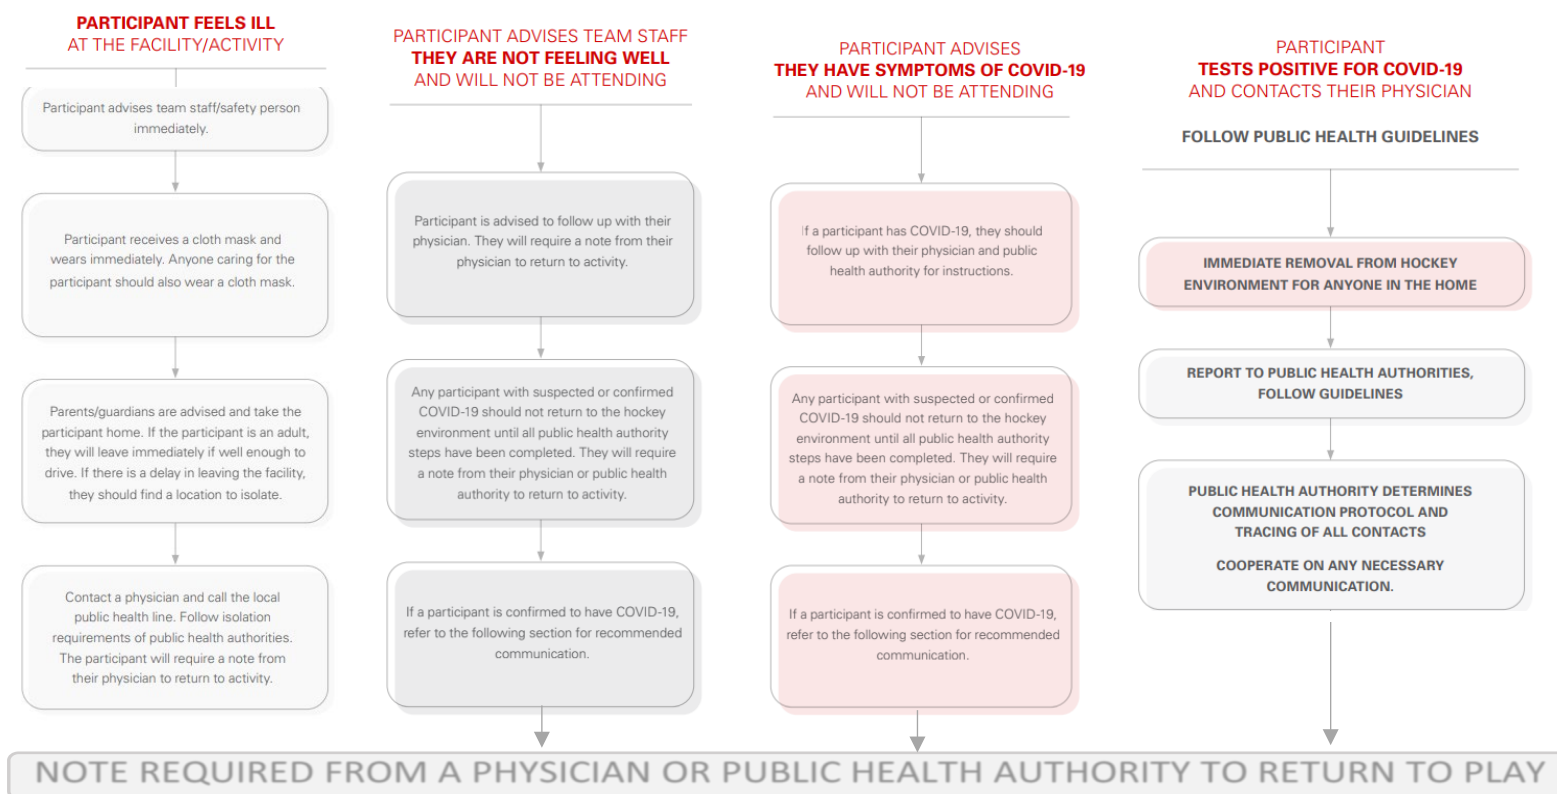 PARTICIPANT FEELS ILL
AT THE FACILITY/ACTIVITY
Participant advises team staff/safety person
immediately.
Participant receives a cloth mask and
wears immediately. Anyone caring for the
participant should also wear a cloth mask.
Parents/guardians are advised and take the
participant home. If the participant is an adult,
they will leave immediately if well enough to
drive. If there is a delay in leaving the facility,
they should find a location to isolate.
Contact a physician and call the local
public health line. Follow isolation
requirements of public health authorities.
The participant will require a note from
their physician to return to activity.
PARTICIPANT ADVISES TEAM STAFF
THEY ARE NOT FEELING WELL
AND WILL NOT BE ATTENDING
Participant is advised to follow up with their
physician. They will require a note from their
physician to return to activity.
Any participant with suspected or confirmed
COVID-19 should not return to the hockey
environment until all public health authority
steps have been completed. They will require
a note from their physician or public health
authority to return to activity.
If a participant is confirmed to have COVID-19,
refer to the following section for recommended
communication.
PARTICIPANT ADVISES
THEY HAVE SYMPTOMS OF COVID-19
AND WILL NOT BE ATTENDING
If a participant has COVID-19, they should
follow up with their physician and public
health authority for instructions.
Any participant with suspected or confirmed
COVID-19 should not return to the hockey
environment until all public health authority
steps have been completed. They will require
a note from their physician or public health
authority to return to activity.
If a participant is confirmed to have COVID-19,
refer to the following section for recommended
communication.
PARTICIPANT
TESTS POSITIVE FOR COVID-19
AND CONTACTS THEIR PHYSICIAN
FOLLOW PUBLIC HEALTH GUIDELINES
IMMEDIATE REMOVAL FROM HOCKEY
ENVIRONMENT FOR ANYONE IN THE HOME
REPORT TO PUBLIC HEALTH AUTHORITIES,
FOLLOW GUIDELINES
PUBLIC HEALTH AUTHORITY DETERMINES
COMMUNICATION PROTOCOL AND
TRACING OF ALL CONTACTS
COOPERATE ON ANY NECESSARY
COMMUNICATION.
NOTE REQUIRED FROM A PHYSICIAN OR PUBLIC HEALTH AUTHORITY TO RETURN TO PLAY